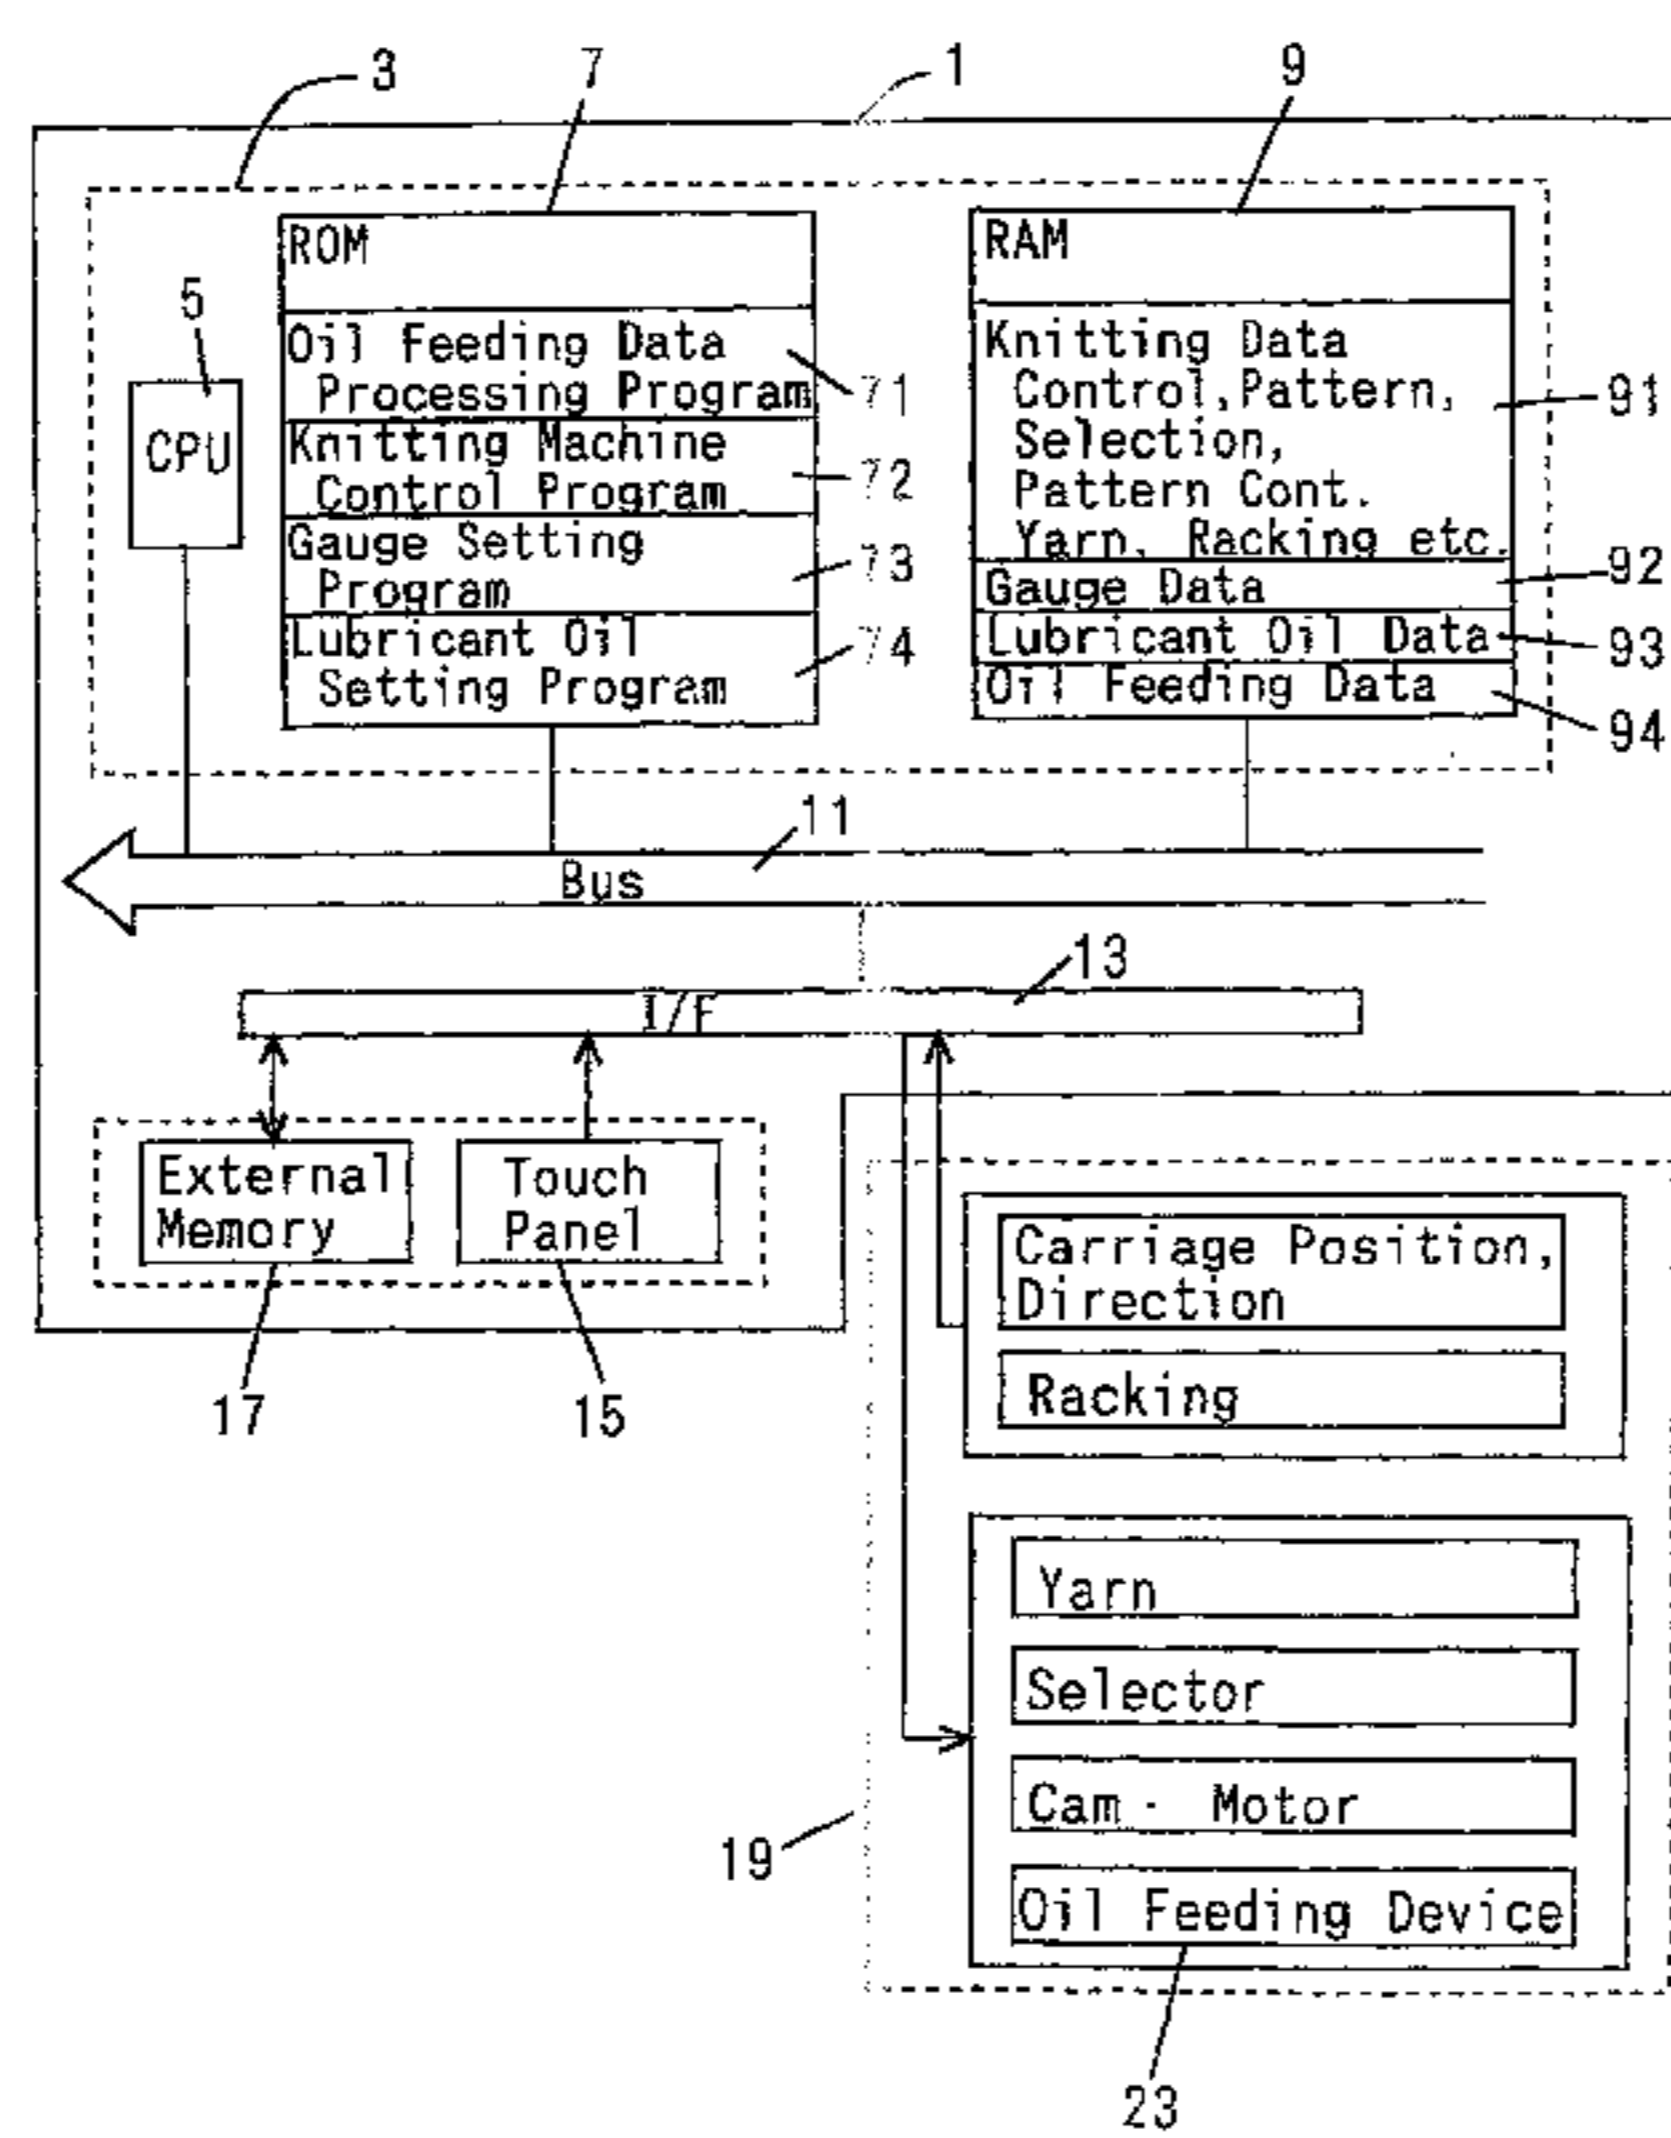 3
7
1
9
ROM
RAM
5
CPU
Oil Feeding Data
Processing Program
71
Knitting Machine
Control Program
72
Gauge Setting
Program
73
Lubricant Oil
Setting Program
74
Knitting Data
Control,Pattern,
Selection,
Pattern Cont.
Yarn, Racking etc.
91
Gauge Data
92
Lubricant Oil Data
93
Oil Feeding Data
94
11
Bus
13
I/F
External
Memory
Touch
Panel
17
15
Carriage Position,
Direction
Racking
Yarn
Selector
Cam · Motor
Oil Feeding Device
19
23